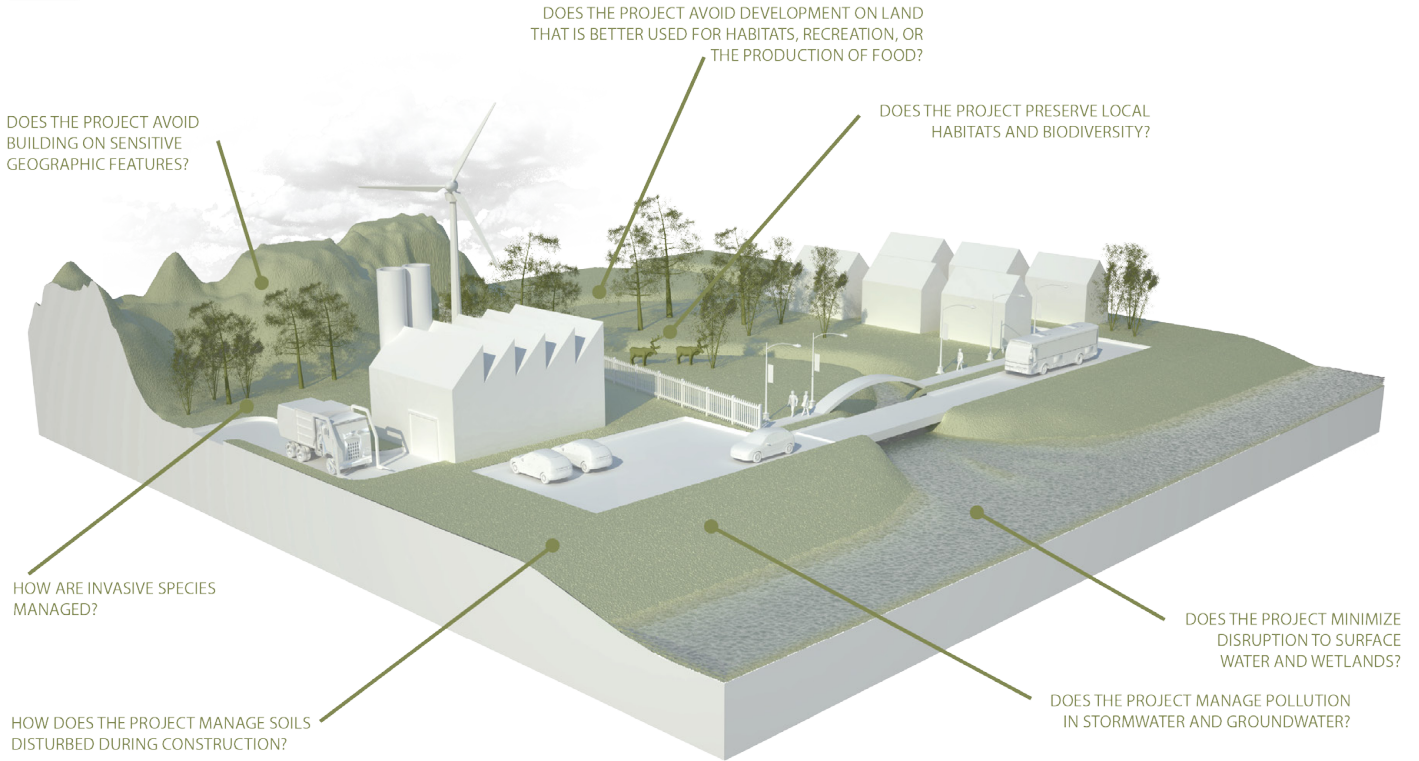 DOES THE PROJECT AVOID DEVELOPMENT ON LAND
THAT IS BETTER USED FOR HABITATS, RECREATION, OR
THE PRODUCTION OF FOOD?
DOES THE PROJECT PRESERVE LOCAL
HABITATS AND BIODIVERSITY?
DOES THE PROJECT AVOID
BUILDING ON SENSITIVE
GEOGRAPHIC FEATURES?
HOW ARE INVASIVE SPECIES
MANAGED?
DOES THE PROJECT MINIMIZE
DISRUPTION TO SURFACE
WATER AND WETLANDS?
DOES THE PROJECT MANAGE POLLUTION
IN STORMWATER AND GROUNDWATER?
HOW DOES THE PROJECT MANAGE SOILS
DISTURBED DURING CONSTRUCTION?